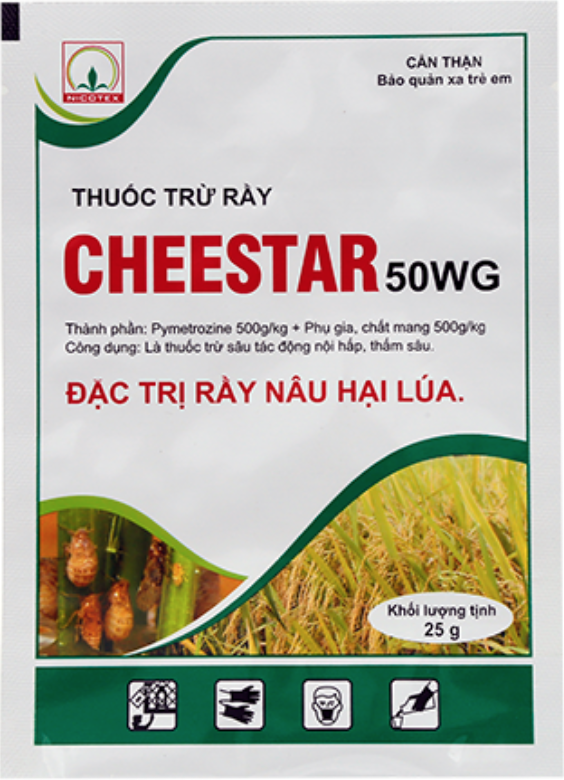 NICOTEX
CẨN THẬN
Bảo quản xa trẻ em
THUỐC TRỪ RẦY
CHEESTAR 50WG
Thành phần: Pymetrozine 500g/kg + Phụ gia, chất mang 500g/kg
Công dụng: Là thuốc trừ sâu tác động nội hấp, thấm sâu.
ĐẶC TRỊ RẦY NÂU HẠI LÚA.
Khối lượng tịnh
25 g